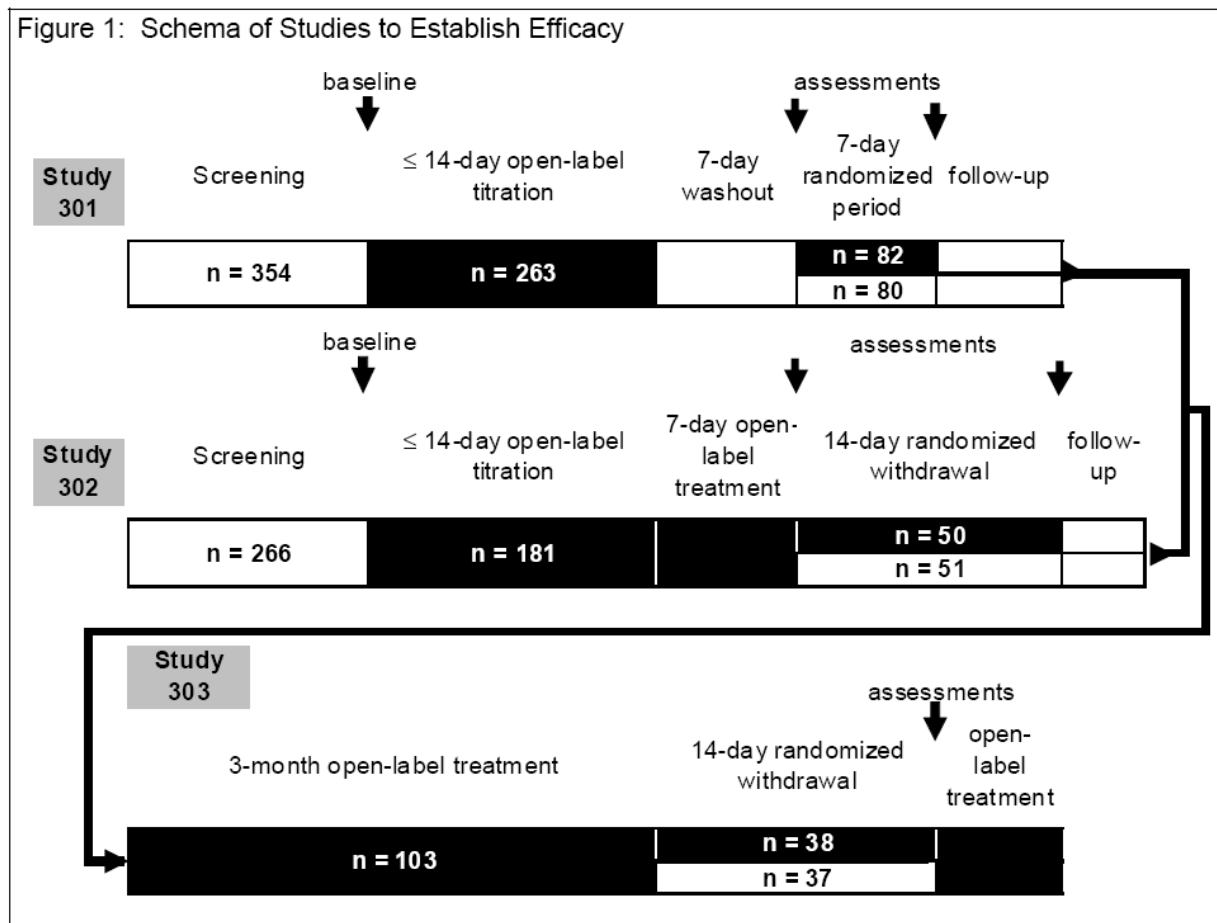 Figure 1: Schema of Studies to Establish Efficacy
baseline
assessments
Study
301
Screening
≤ 14-day open-label
titration
7-day
washout
7-day
randomized
period
follow-up
n = 354
n = 263
n = 82
n = 80
baseline
assessments
Study
302
Screening
≤ 14-day open-label
titration
7-day open-
label
treatment
14-day randomized
withdrawal
follow-
up
n = 266
n = 181
n = 50
n = 51
Study
303
assessments
3-month open-label treatment
14-day randomized
withdrawal
open-
label
treatment
n = 103
n = 38
n = 37